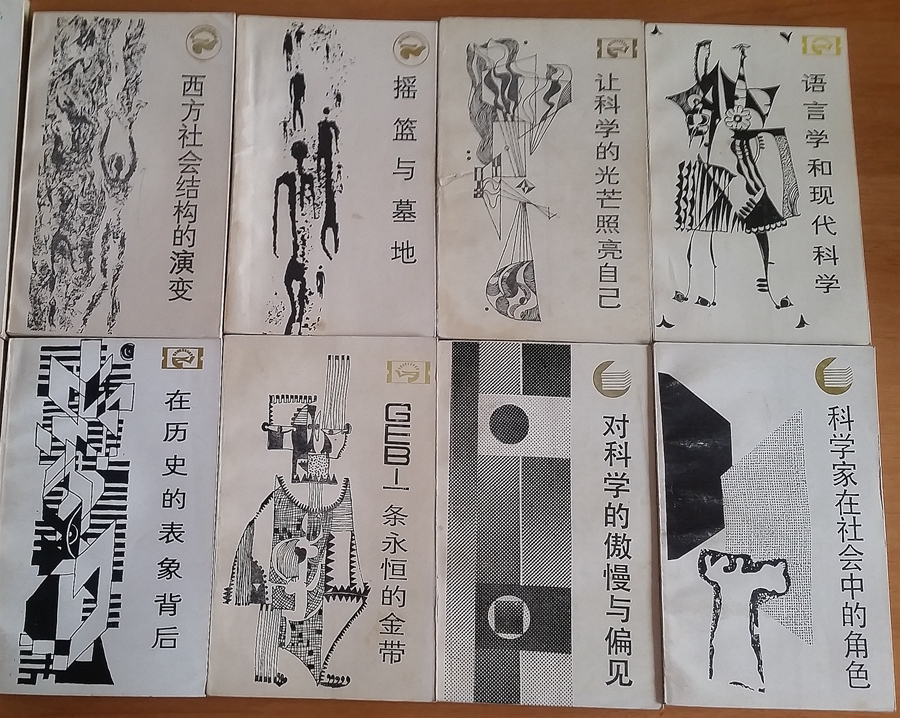 西方社会结构的演变
摇篮与墓地
让科学的光芒照亮自己
语言学和现代科学
在历史的表象背后
GEB—一条永恒的金带
对科学的傲慢与偏见
科学家在社会中的角色